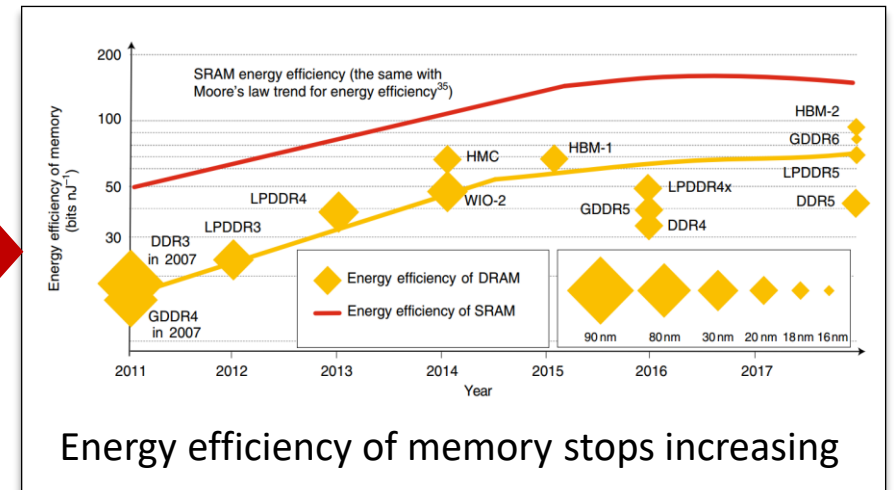 200
SRAM energy efficiency (the same with
Moore's law trend for energy efficiency35)
100
HBM-2
GDDR6
HMC
HBM-1
50
LPDDR4
WIO-2
LPDDR4x
LPDDR5
GDDR5
DDR5
LPDDR3
DDR4
30
DDR3
in 2007
Energy efficiency of DRAM
Energy efficiency of SRAM
GDDR4
in 2007
90 nm
80 nm
30 nm
20 nm
18 nm
16 nm
Energy efficiency of memory
(bits nJ⁻¹)
2011
2012
2013
2014
2015
2016
2017
Year
Energy efficiency of memory stops increasing